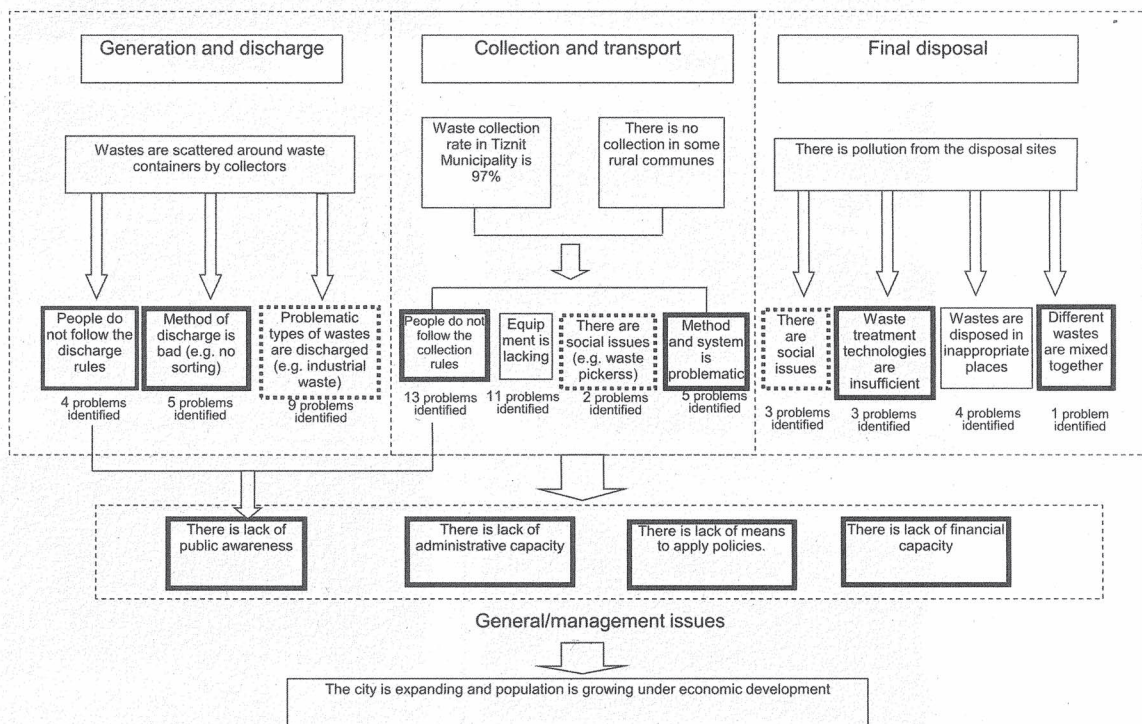 Generation and discharge
Collection and transport
Final disposal
Wastes are scattered around waste
containers by collectors
Waste collection
rate in Tiznit
Municipality is
97%
There is no
collection in some
rural communes
There is pollution from the disposal sites
People do
not follow the
discharge
rules
4 problems
identified
Method of
discharge is
bad (e.g. no
sorting)
5 problems
identified
Problematic
types of wastes
are discharged
(e.g. industrial
waste)
9 problems
identified
People do not
follow the
collection
rules
13 problems
identified
Equip
ment is
lacking
11 problems
identified
There are
social issues
(e.g. waste
pickerss)
2 problems
identified
Method
and system
is
problematic
5 problems
identified
There
are
social
issues
3 problems
identified
Waste
treatment
technologies
are
insufficient
3 problems
identified
Wastes are
disposed in
inappropriate
places
4 problems
identified
Different
wastes
are mixed
together
1 problem
identified
There is lack of
public awareness
There is lack of
administrative capacity
There is lack of means
to apply policies.
There is lack of financial
capacity
General/management issues
The city is expanding and population is growing under economic development